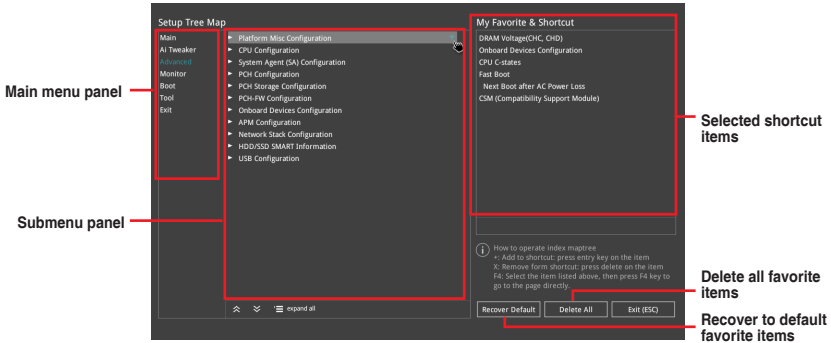 Setup Tree Map
My Favorite & Shortcut
Main
Ai Tweaker
Advanced
Monitor
Boot
Tool
Exit
Platform Misc Configuration
CPU Configuration
System Agent (SA) Configuration
PCH Configuration
PCH Storage Configuration
PCH-FW Configuration
Onboard Devices Configuration
APM Configuration
Network Stack Configuration
HDD/SSD SMART Information
USB Configuration
DRAM Voltage(CHC, CHD)
Onboard Devices Configuration
CPU C-states
Fast Boot
Next Boot after AC Power Loss
CSM (Compatibility Support Module)
Main menu panel
Selected shortcut
items
Submenu panel
How to operate index maptree
+: Add to shortcut: press entry key on the item
X: Remove form shortcut: press delete on the item
F4: Select the item listed above, then press F4 key to
go to the page directly.
expand all
Recover Default
Delete All
Exit (ESC)
Delete all favorite
items
Recover to default
favorite items